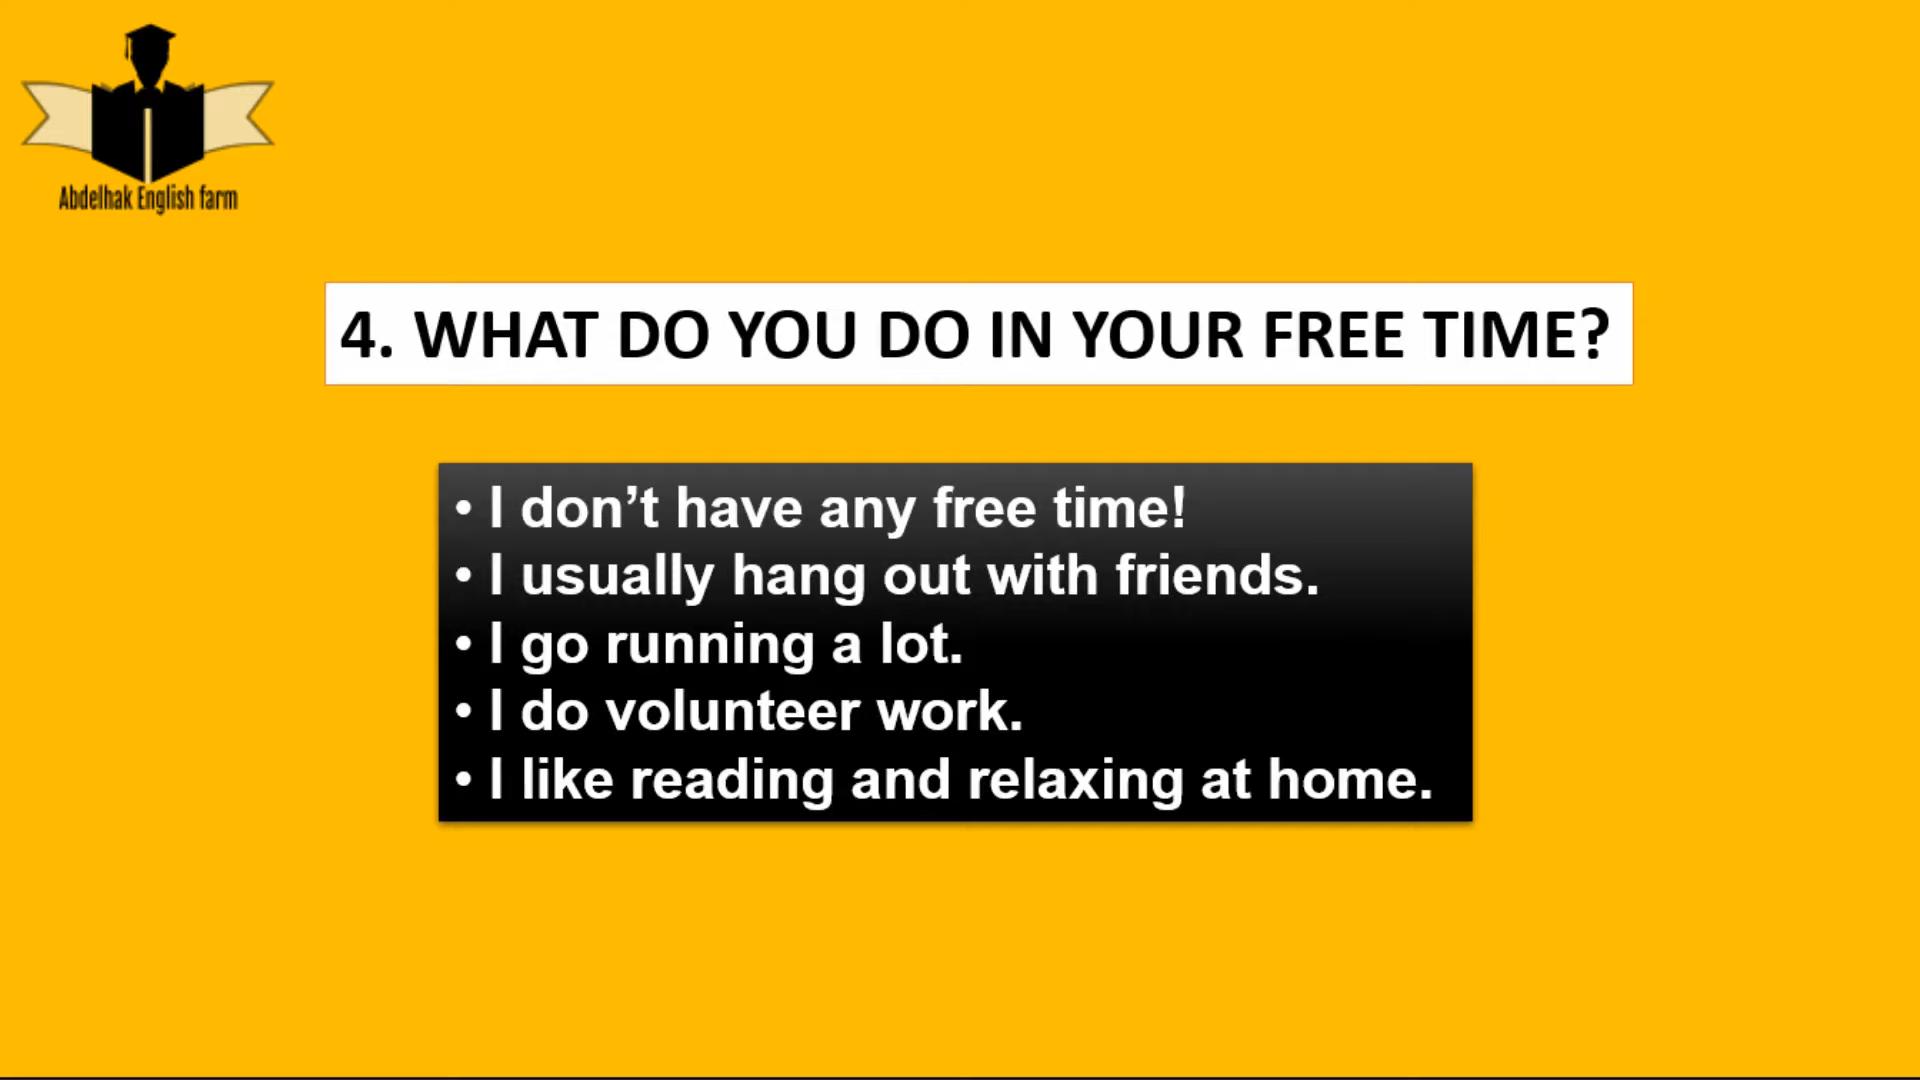 Abdelhak English farm
4. WHAT DO YOU DO IN YOUR FREE TIME?
• I don’t have any free time!
• I usually hang out with friends.
• I go running a lot.
• I do volunteer work.
• I like reading and relaxing at home.